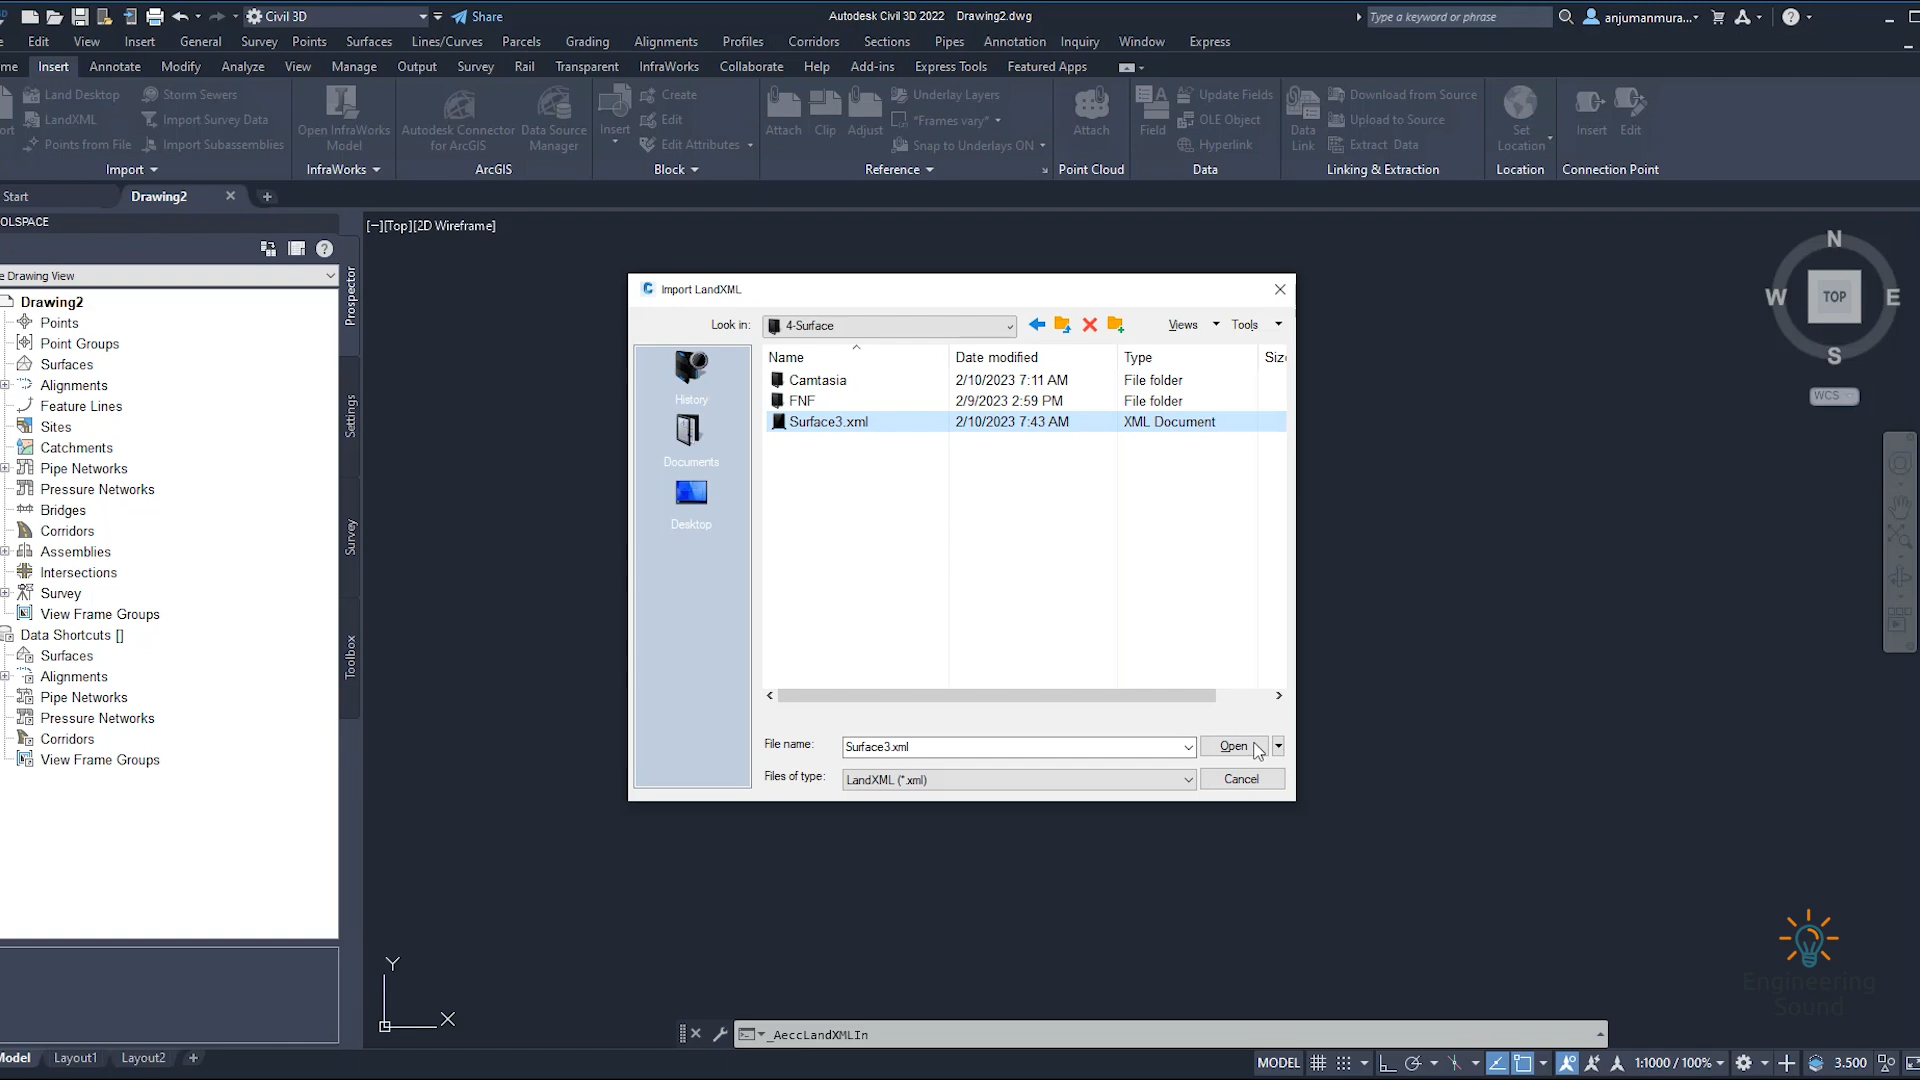 Civil 3D
Share
Autodesk Civil 3D 2022 Drawing2.dwg
Type a keyword or phrase
anjumanmura...
Edit View Insert General Survey Points Surfaces Lines/Curves Parcels Grading Alignments Profiles Corridors Sections Pipes Annotation Inquiry Window Express
me Insert Annotate Modify Analyze View Manage Output Survey Rail Transparent InfraWorks Collaborate Help Add-ins Express Tools Featured Apps
Land Desktop Storm Sewers
LandXML Import Survey Data
Points from File Import Subassemblies
Import
Open InfraWorks
Model
InfraWorks
Autodesk Connector
for ArcGIS
Data Source
Manager
ArcGIS
Insert
Create
Edit
Edit Attributes
Block
Attach Clip Adjust
Underlay Layers
*Frames vary*
Snap to Underlays ON
Reference
Attach
Point Cloud
Field
Update Fields
OLE Object
Hyperlink
Data
Data
Link
Download from Source
Upload to Source
Extract Data
Linking & Extraction
Set
Location
Location
Insert Edit
Connection Point
Start Drawing2
OLSPACE
[−][Top][2D Wireframe]
e Drawing View
Drawing2
Points
Point Groups
Surfaces
Alignments
Feature Lines
Sites
Catchments
Pipe Networks
Pressure Networks
Bridges
Corridors
Assemblies
Intersections
Survey
View Frame Groups
Data Shortcuts []
Surfaces
Alignments
Pipe Networks
Pressure Networks
Corridors
View Frame Groups
Prospector
Settings
Survey
Toolbox
Import LandXML
Look in: 4-Surface Views Tools
History
Documents
Desktop
Name Date modified Type Siz
Camtasia 2/10/2023 7:11 AM File folder
FNF 2/9/2023 2:59 PM File folder
Surface3.xml 2/10/2023 7:43 AM XML Document
File name: Surface3.xml Open
Files of type: LandXML (*.xml) Cancel
N
W TOP E
S
WCS
Y
X
_AeccLandXMLIn
Engineering
Sound
Model Layout1 Layout2
MODEL 1:1000 / 100% 3.500